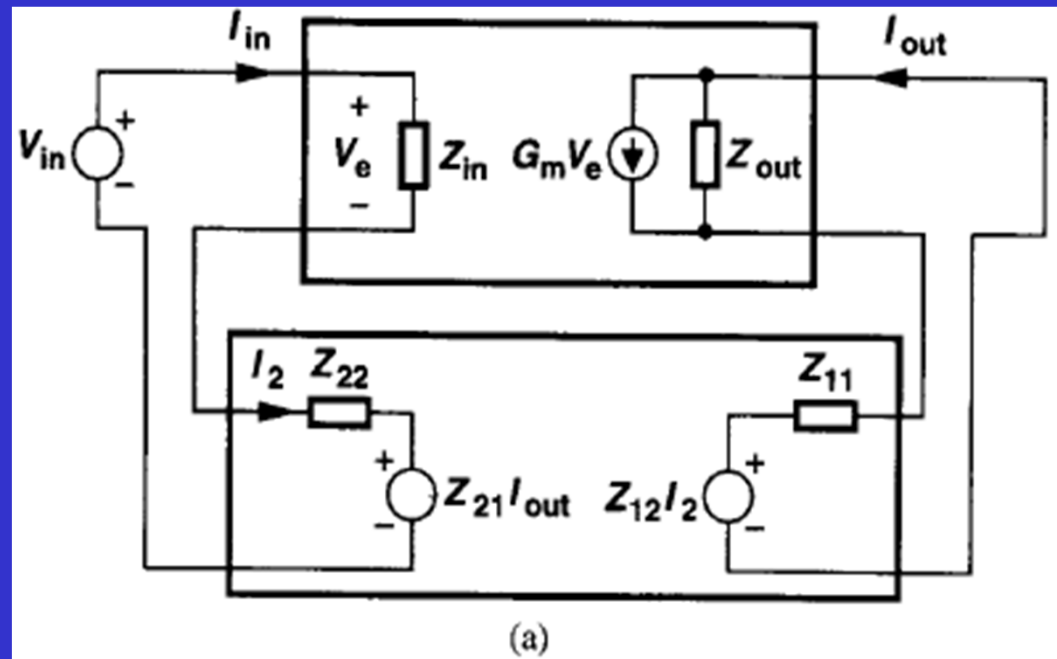 I in
I out
+
V in
+
V e
Z in
G m V e
Z out
−
−
I 2
Z 22
Z 11
+
Z 21 I out
Z 12 I 2
+
−
−
(a)